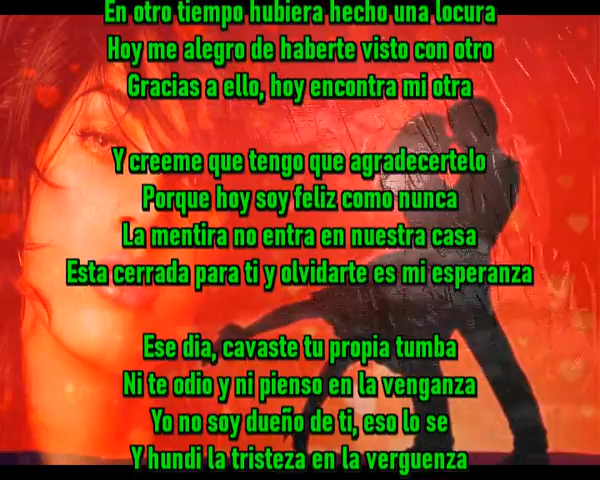 En otro tiempo hubiera hecho una locura
Hoy me alegro de haberte visto con otro
Gracias a ello, hoy encontra mi otra
Y creeme que tengo que agradecertelo
Porque hoy soy feliz como nunca
La mentira no entra en nuestra casa
Esta cerrada para ti y olvidarte es mi esperanza
Ese dia, cavaste tu propia tumba
Ni te odio y ni pienso en la venganza
Yo no soy dueño de ti, eso lo se
Y hundi la tristeza en la verguenza